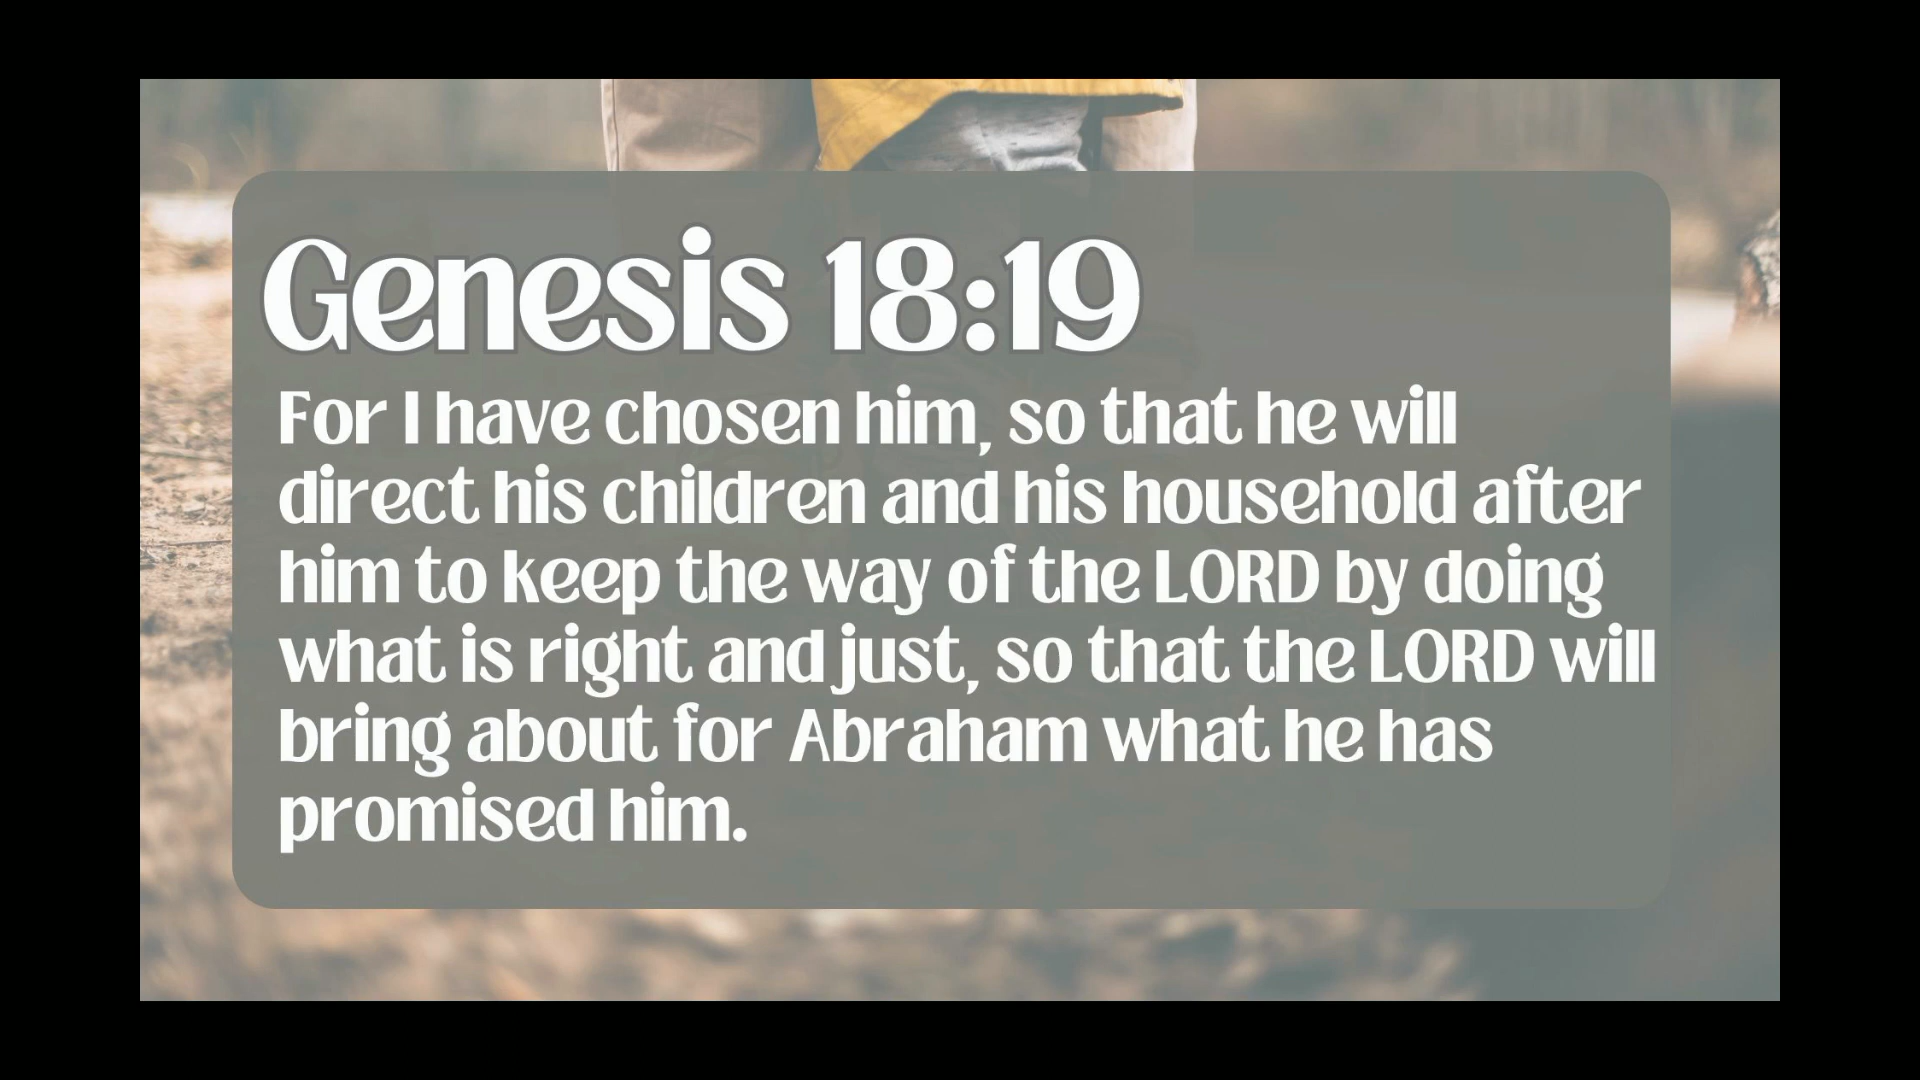 Genesis 18:19
For I have chosen him, so that he will
direct his children and his household after
him to keep the way of the LORD by doing
what is right and just, so that the LORD will
bring about for Abraham what he has
promised him.